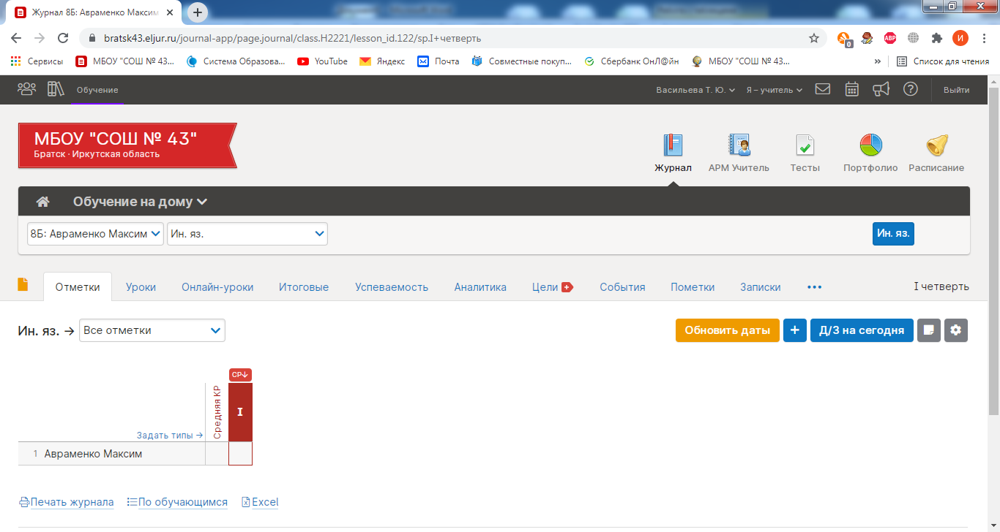 Журнал 8Б: Авраменко Максим
bratsk43.eljur.ru/journal-app/page.journal/class.H2221/lesson_id.122/sp.I+четверть
0 ABP И
Сервисы МБОУ "СОШ № 43... Система Образова... YouTube Яндекс Почта Совместные покуп... Сбербанк ОнЛ@йн МБОУ "СОШ № 43... » Список для чтения
Обучение Васильева Т. Ю. Я – учитель Выйти
МБОУ "СОШ № 43"
Братск · Иркутская область
Журнал АРМ Учитель Тесты Портфолио Расписание
Обучение на дому
8Б: Авраменко Максим Ин. яз. Ин. яз.
Отметки Уроки Онлайн-уроки Итоговые Успеваемость Аналитика Цели События Пометки Записки ••• I четверть
Ин. яз. → Все отметки Обновить даты + Д/З на сегодня
СР↓
Средняя КР
I
Задать типы →
1 Авраменко Максим
Печать журнала По обучающимся Excel